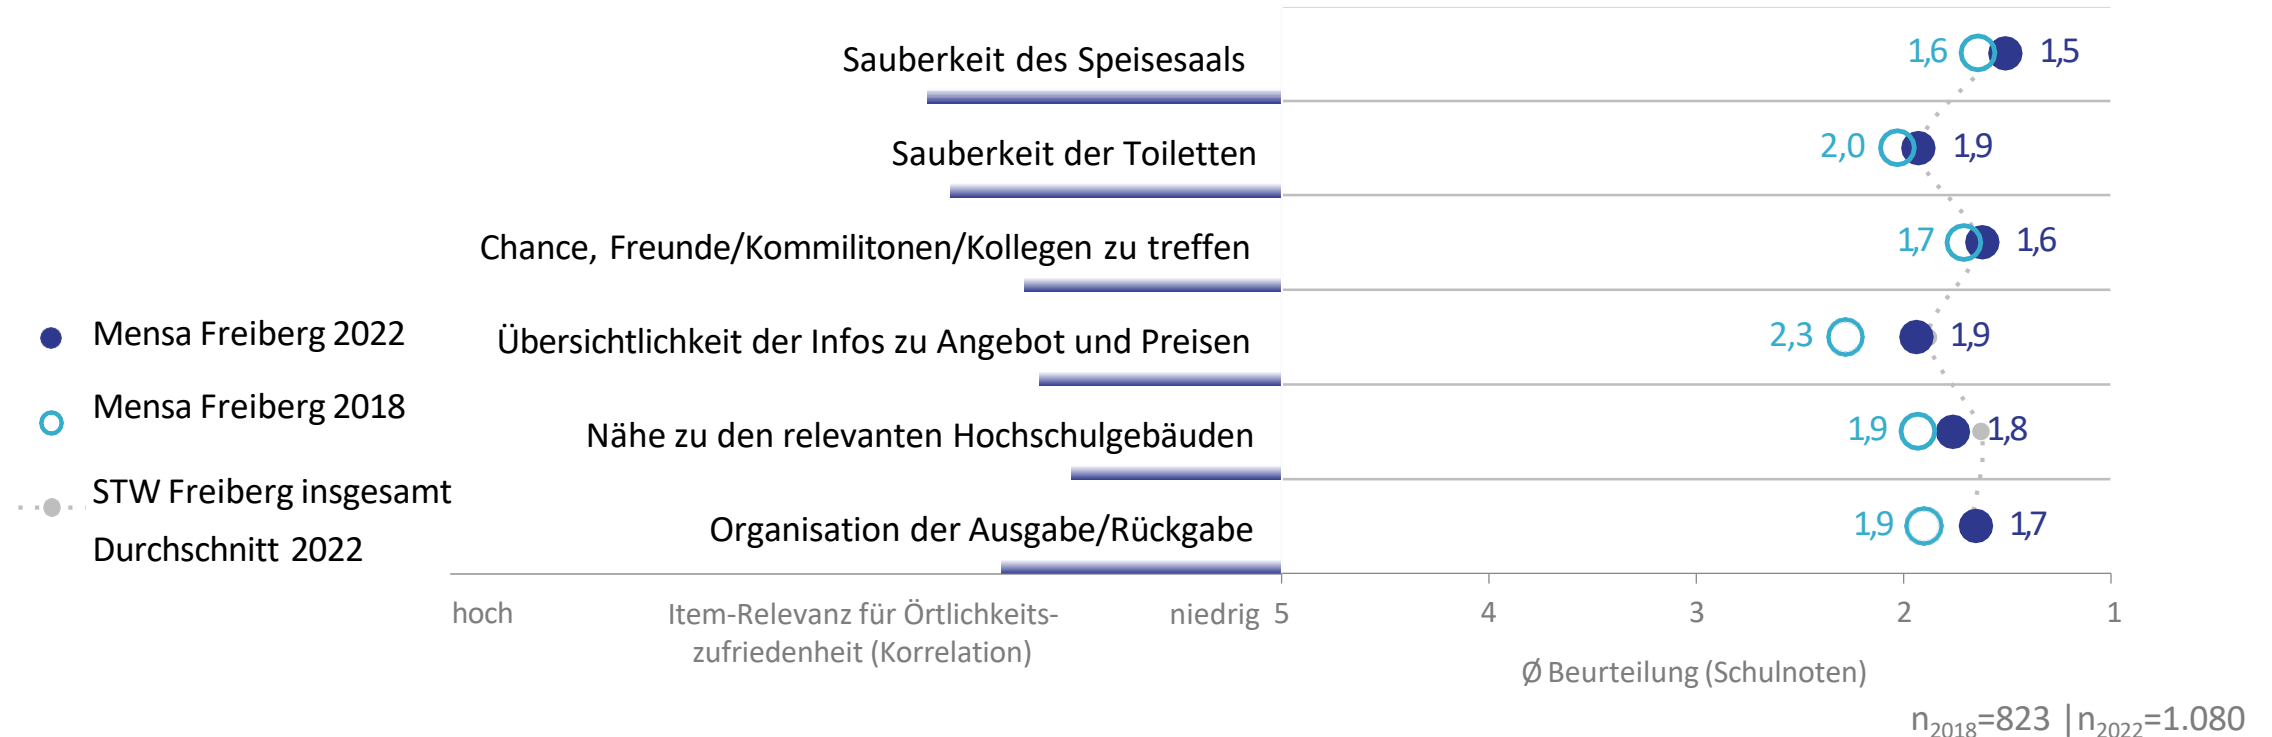 Sauberkeit des Speisesaals
1,6
1,5
Sauberkeit der Toiletten
2,0
1,9
Chance, Freunde/Kommilitonen/Kollegen zu treffen
1,7
1,6
Mensa Freiberg 2022
Übersichtlichkeit der Infos zu Angebot und Preisen
2,3
1,9
Mensa Freiberg 2018
Nähe zu den relevanten Hochschulgebäuden
1,9
1,8
STW Freiberg insgesamt
Durchschnitt 2022
Organisation der Ausgabe/Rückgabe
1,9
1,7
hoch
Item-Relevanz für Örtlichkeits-
zufriedenheit (Korrelation)
niedrig
5
4
3
2
1
Ø Beurteilung (Schulnoten)
n2018=823 | n2022=1.080